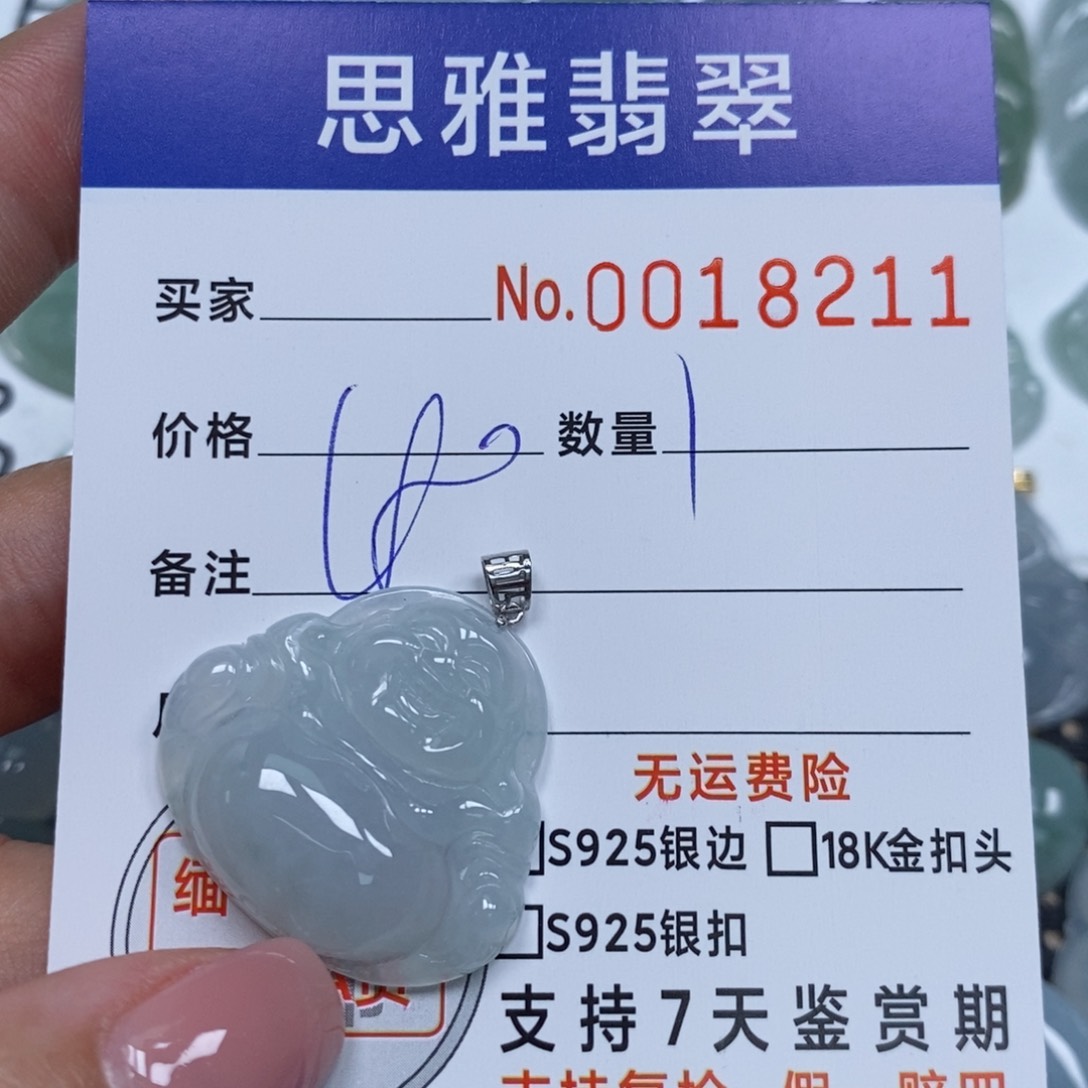 思雅翡翠
买家 No.0018211
价格 数量 1
备注
无运费险
S925银边 18K金扣头
缅
S925银扣
支持7天鉴赏期